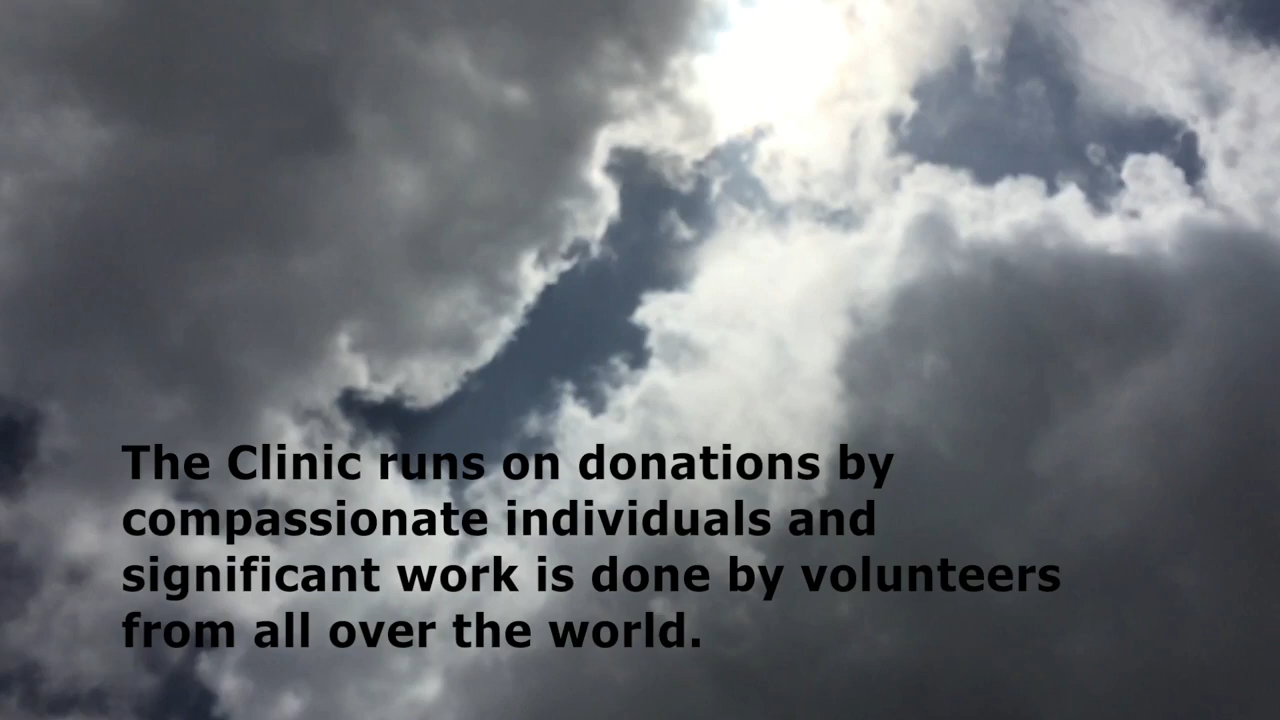 The Clinic runs on donations by
compassionate individuals and
significant work is done by volunteers
from all over the world.